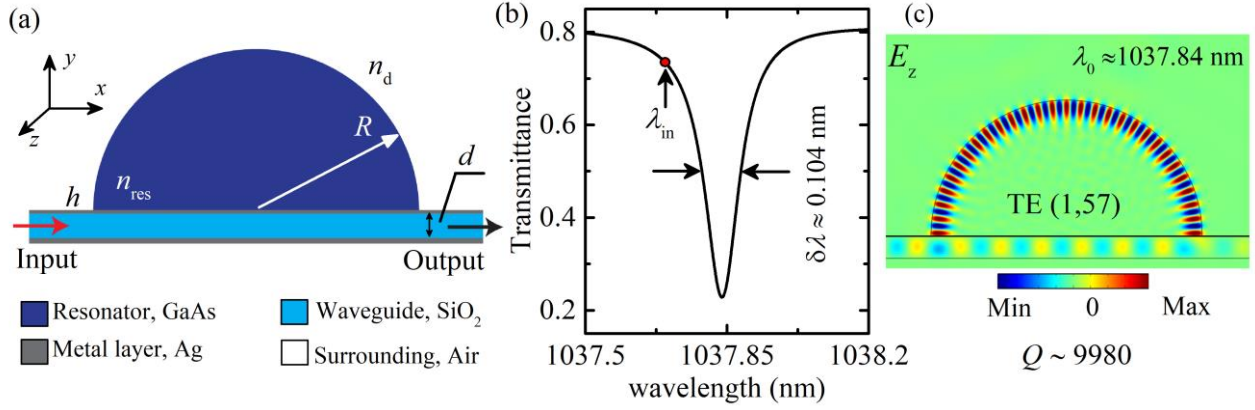 (a)
y
x
z
n_d
R
d
n_res
h
Input
Output
Resonator, GaAs
Waveguide, SiO₂
Metal layer, Ag
Surrounding, Air
(b)
0.8
0.6
0.4
0.2
Transmittance
λ_in
δλ ≈ 0.104 nm
1037.5
1037.85
1038.2
wavelength (nm)
(c)
E_z
λ₀ ≈1037.84 nm
TE (1,57)
Min
0
Max
Q ~ 9980